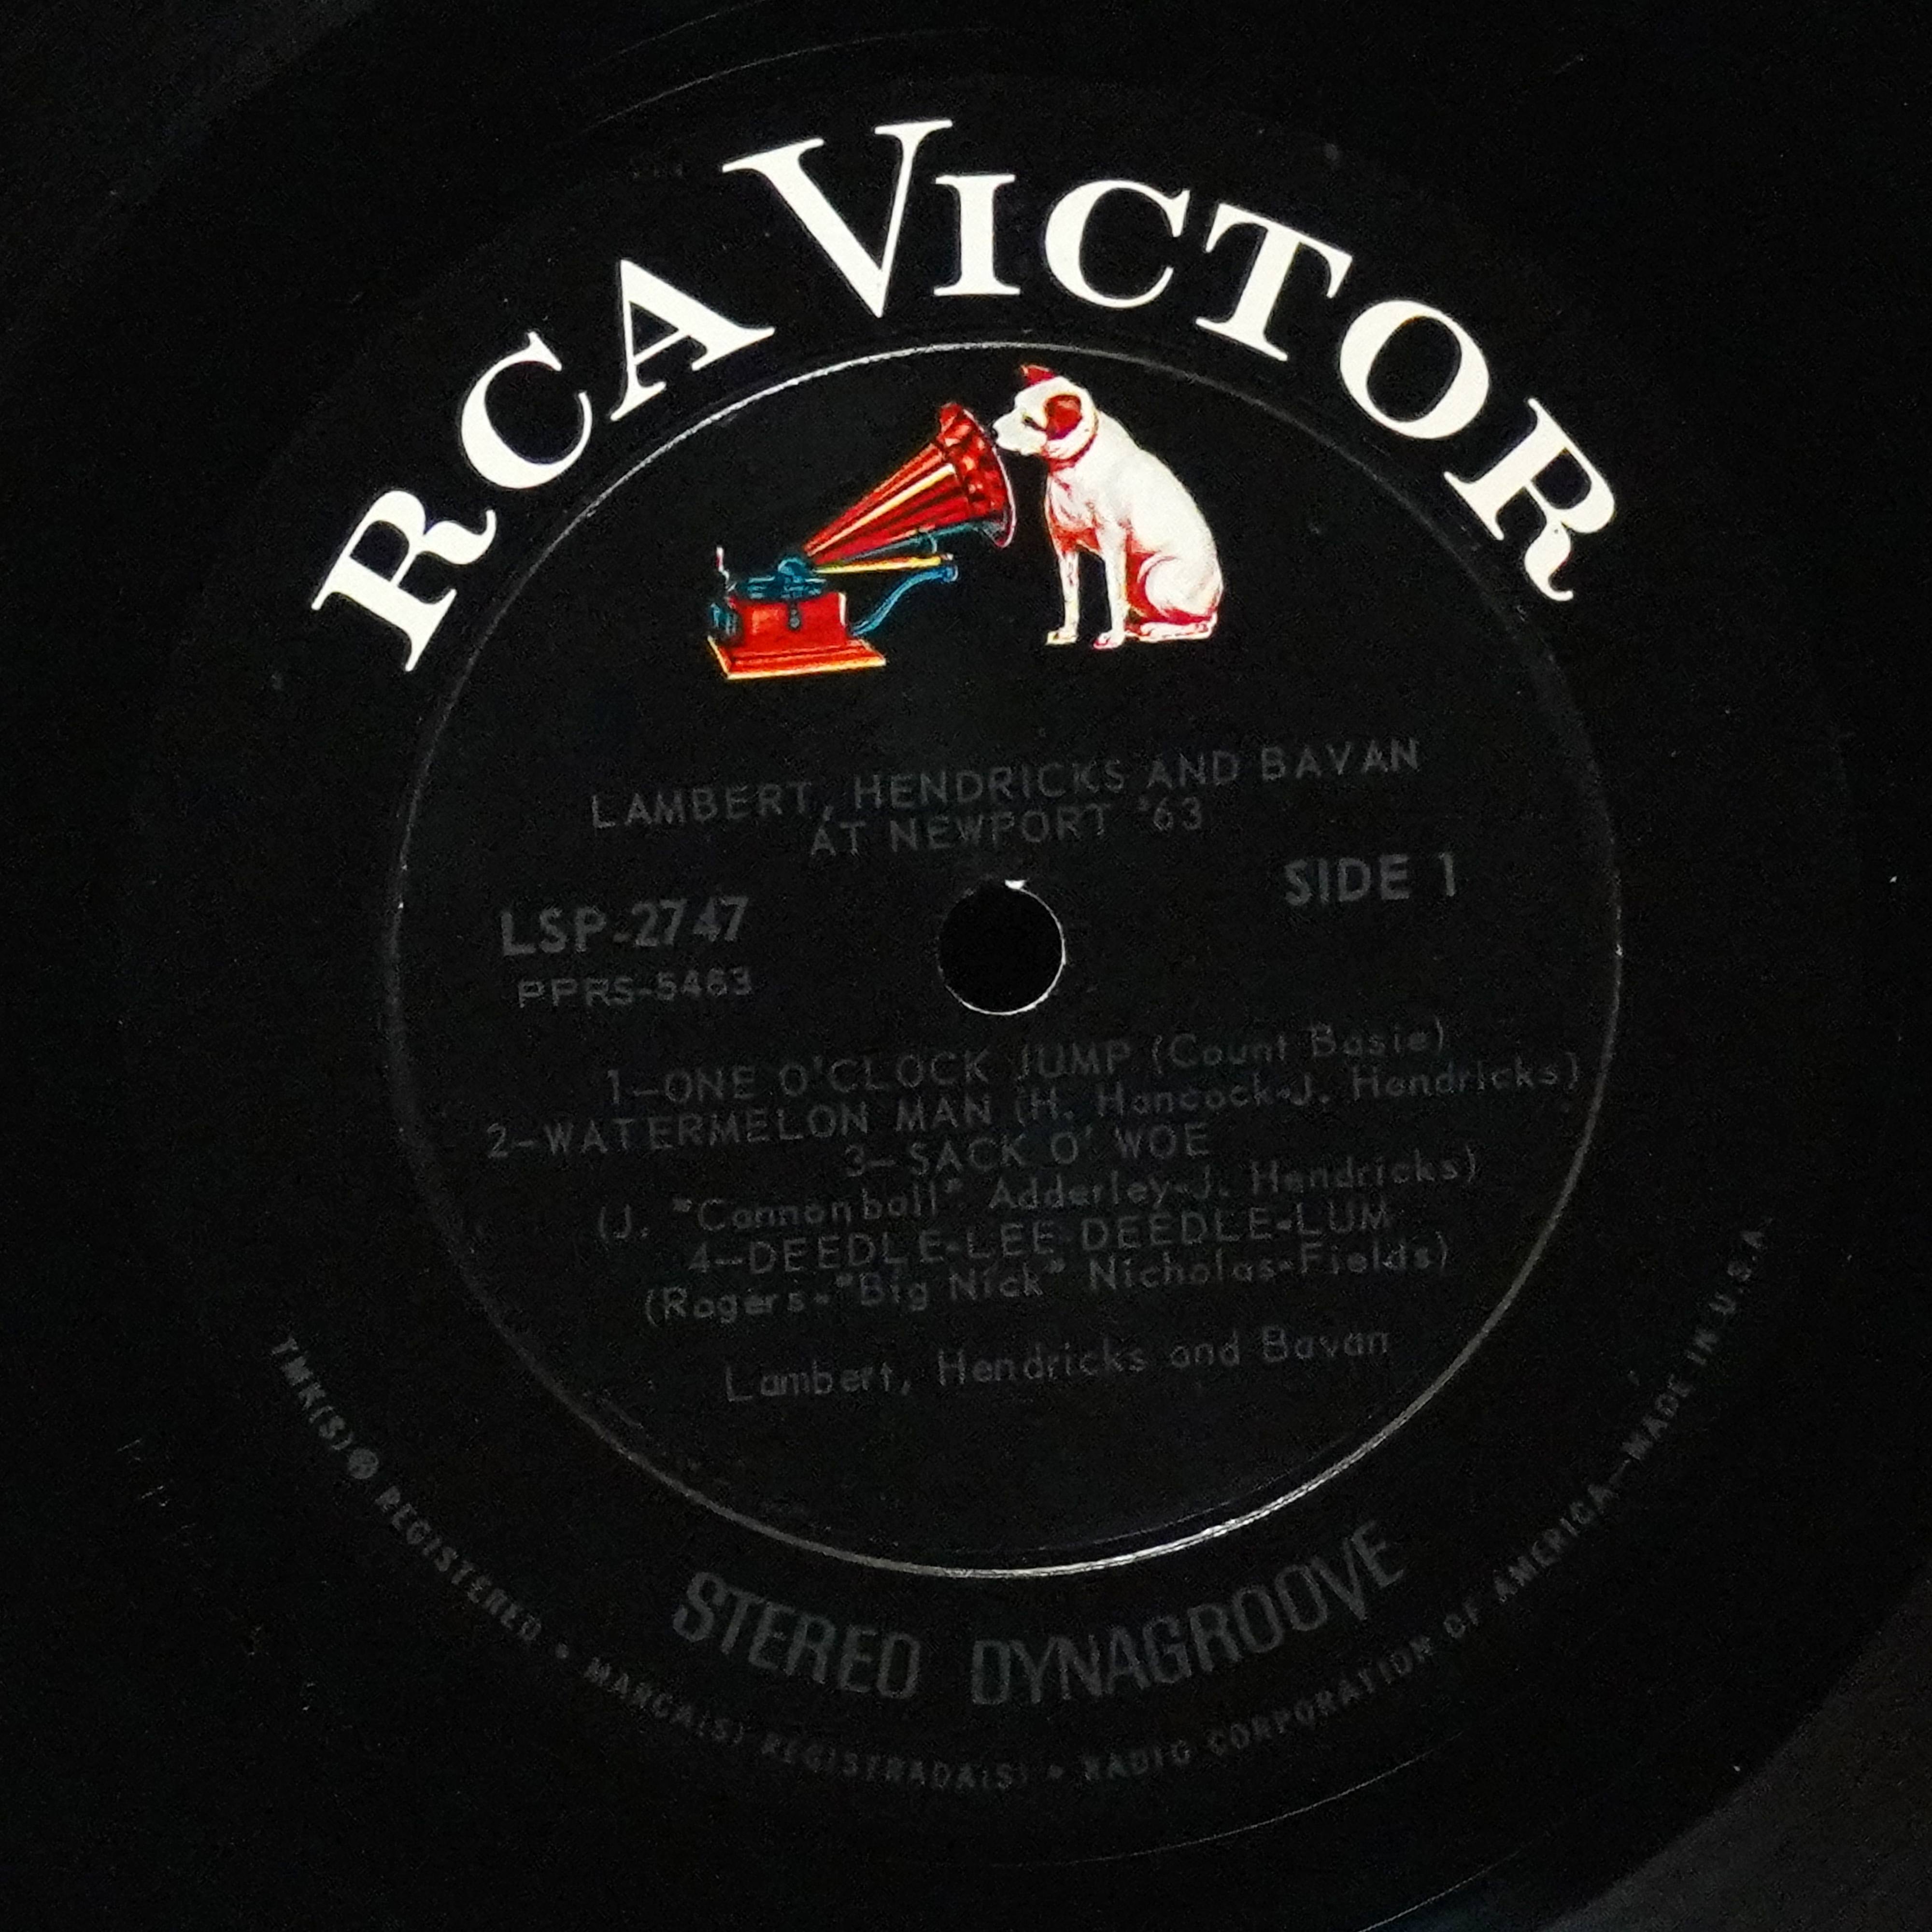 RCA VICTOR
LAMBERT, HENDRICKS AND BAVAN
AT NEWPORT '63
SIDE 1
LSP-2747
PPRS-5463
1—ONE O'CLOCK JUMP (Count Basie)
2—WATERMELON MAN (H. Hancock-J. Hendricks)
3—SACK O' WOE
(J. "Cannonball" Adderley-J. Hendricks)
4—DEEDLE-LEE DEEDLE-LUM
(Rogers-"Big Nick" Nicholas-Fields)
Lambert, Hendricks and Bavan
STEREO DYNAGROOVE
TMK(S) ® REGISTERED • MARCA(S) REGISTRADA(S) • RADIO CORPORATION OF AMERICA—MADE IN U.S.A